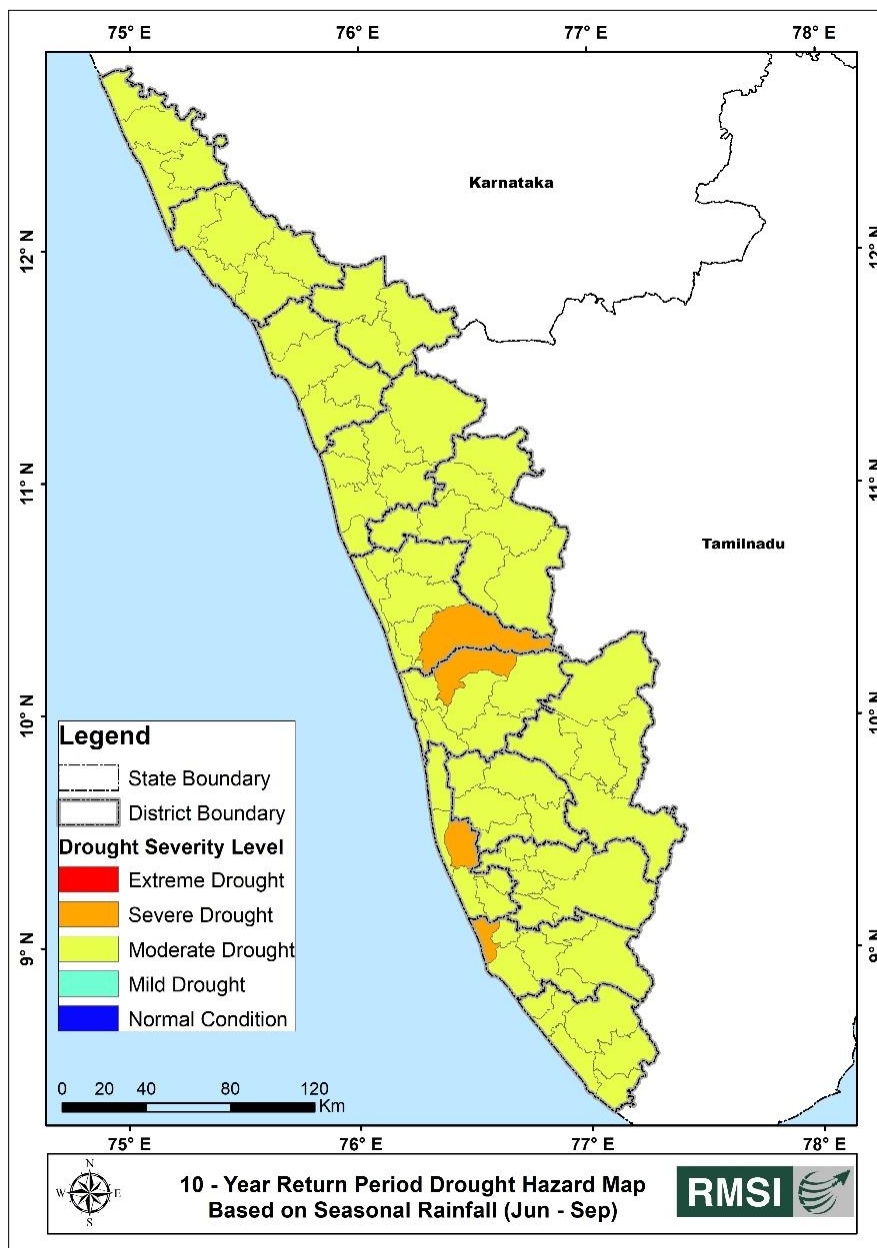 75° E 76° E 77° E 78° E
Karnataka
12° N 12° N
11° N 11° N
Tamilnadu
10° N 10° N
Legend
State Boundary
District Boundary
Drought Severity Level
Extreme Drought
Severe Drought
Moderate Drought
Mild Drought
Normal Condition
9° N 9° N
0 20 40 80 120
Km
75° E 76° E 77° E 78° E
N
W E
S
10 - Year Return Period Drought Hazard Map
Based on Seasonal Rainfall (Jun - Sep)
RMSI